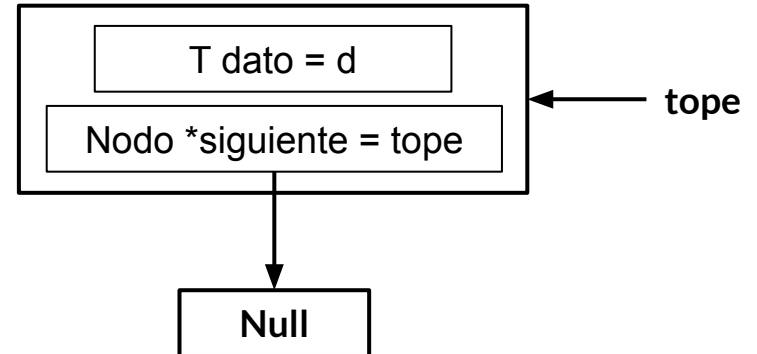 T dato = d
tope
Nodo *siguiente = tope
Null